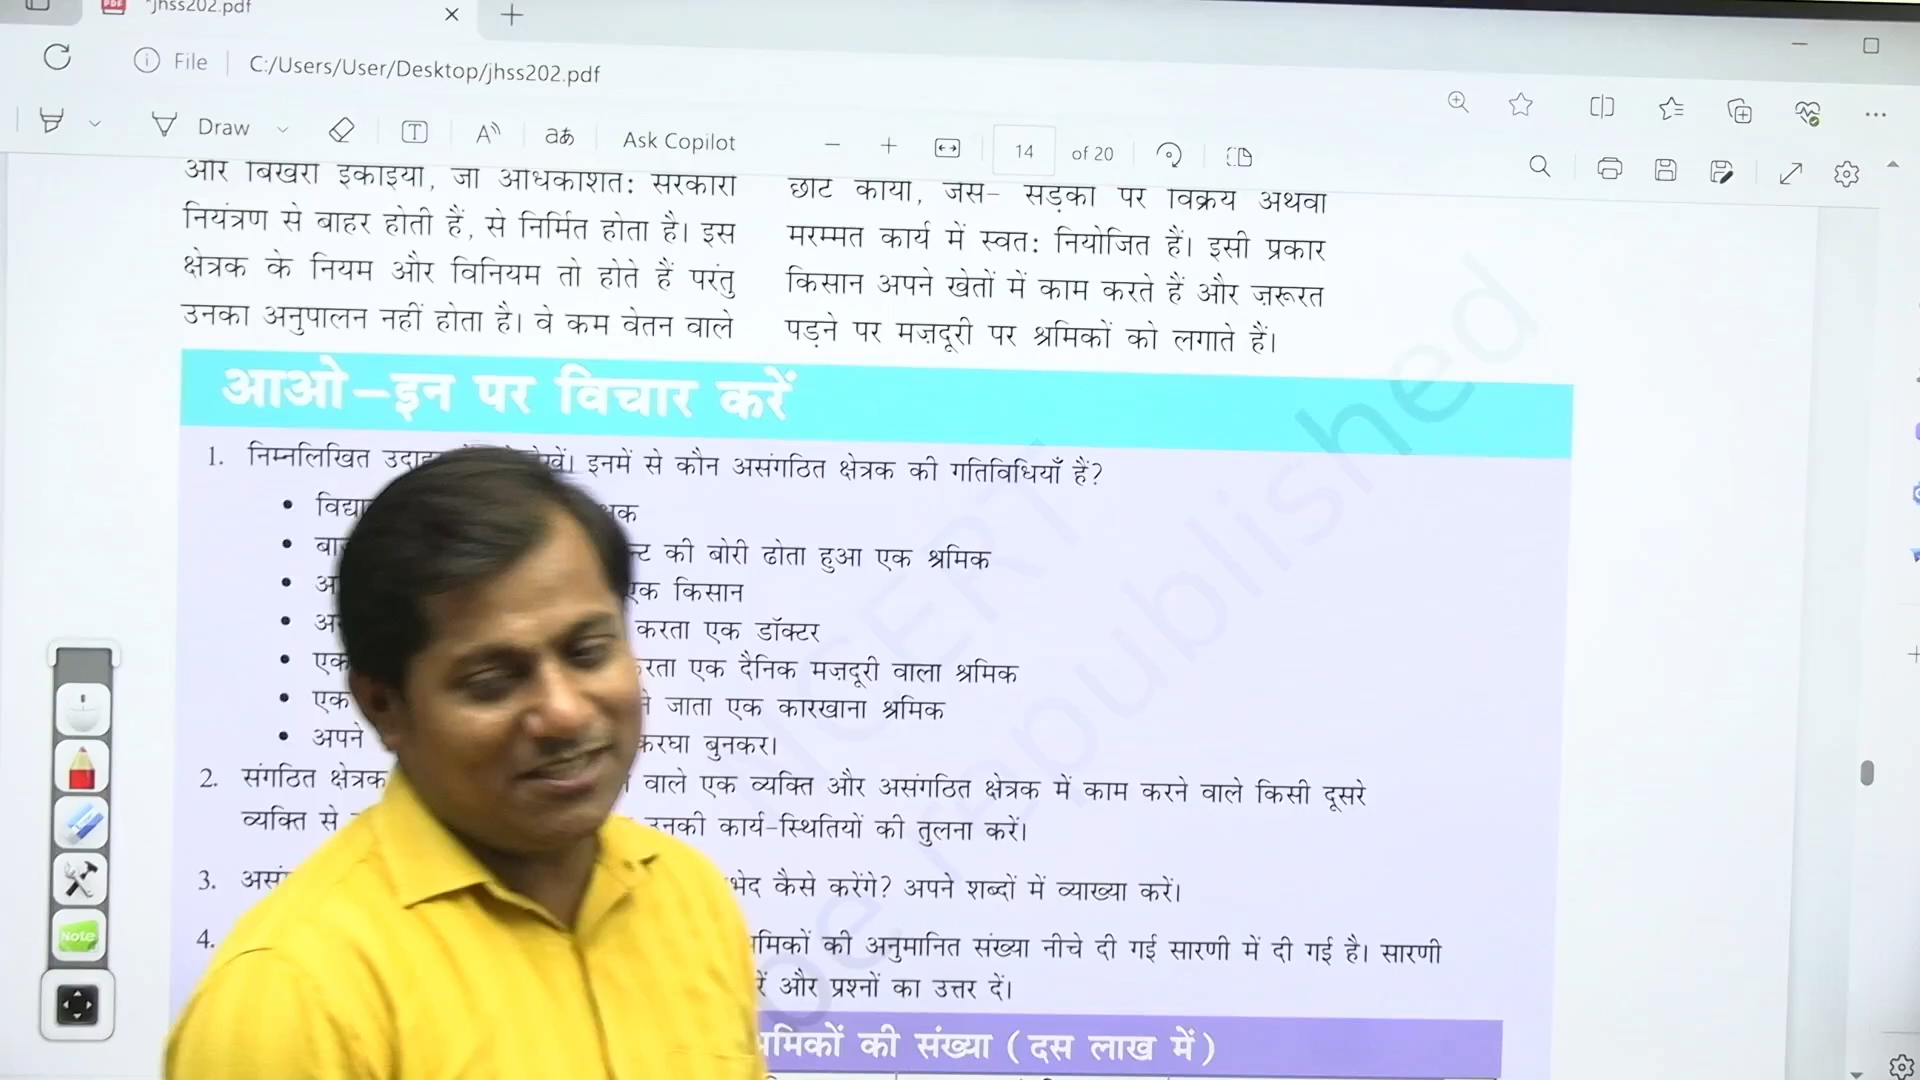 *jhss202.pdf
File
C:/Users/User/Desktop/jhss202.pdf
Draw
Ask Copilot
14
of 20
और बिखरी इकाइयों, जो अधिकांशत: सरकारी
नियंत्रण से बाहर होती हैं, से निर्मित होता है। इस
क्षेत्रक के नियम और विनियम तो होते हैं परंतु
उनका अनुपालन नहीं होता है। वे कम वेतन वाले
छोटे कार्यों, जैसे- सड़कों पर विक्रय अथवा
मरम्मत कार्य में स्वत: नियोजित हैं। इसी प्रकार
किसान अपने खेतों में काम करते हैं और ज़रूरत
पड़ने पर मज़दूरी पर श्रमिकों को लगाते हैं।
आओ-इन पर विचार करें
1. निम्नलिखित इनमें से कौन असंगठित क्षेत्रक की गतिविधियाँ हैं?
की बोरी ढोता हुआ एक श्रमिक
एक किसान
करता एक डॉक्टर
• एक एक दैनिक मज़दूरी वाला श्रमिक
• एक जाता एक कारखाना श्रमिक
• अपने बुनकर।
2. संगठित क्षेत्रक वाले एक व्यक्ति और असंगठित क्षेत्रक में काम करने वाले किसी दूसरे
व्यक्ति से उनकी कार्य-स्थितियों की तुलना करें।
3. कैसे करेंगे? अपने शब्दों में व्याख्या करें।
4. की अनुमानित संख्या नीचे दी गई सारणी में दी गई है। सारणी
और प्रश्नों का उत्तर दें।
श्रमिकों की संख्या (दस लाख में)
NCERT
be republished
Note